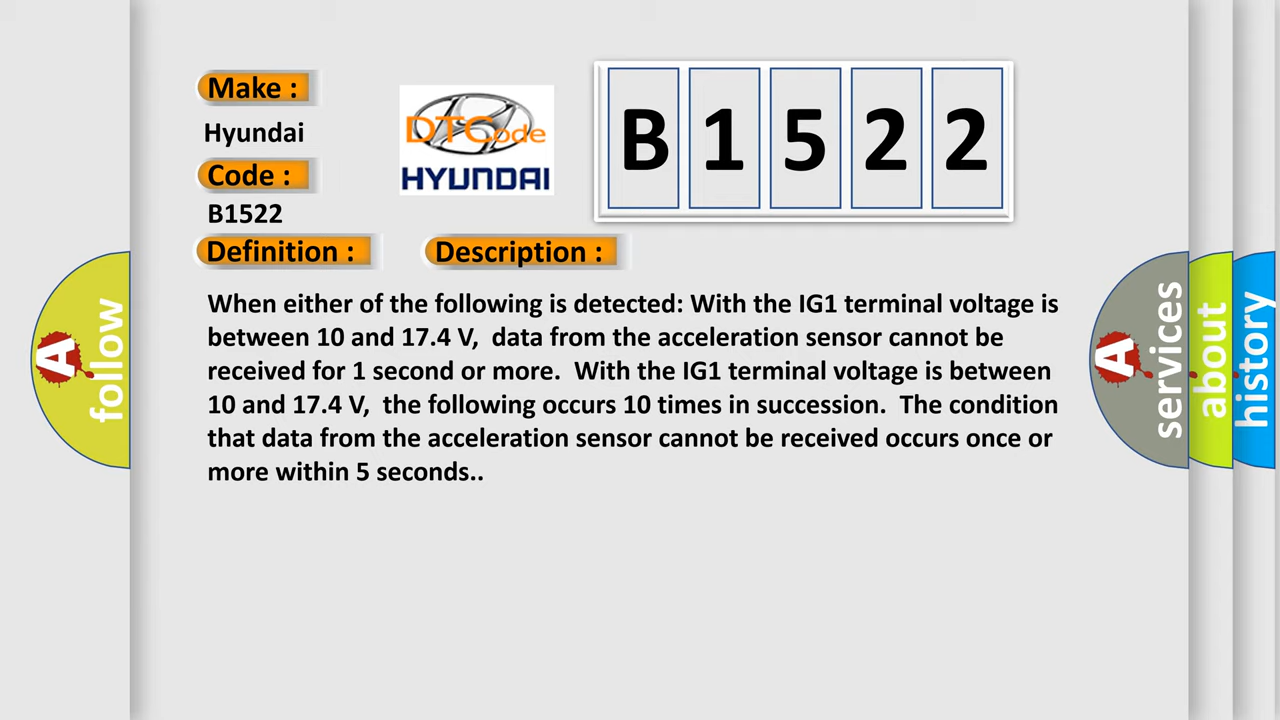 Make :
Hyundai
Code :
B1522
DTCode
HYUNDAI
B 1 5 2 2
Definition :
Description :
When either of the following is detected: With the IG1 terminal voltage is
between 10 and 17.4 V,  data from the acceleration sensor cannot be
received for 1 second or more.  With the IG1 terminal voltage is between
10 and 17.4 V,  the following occurs 10 times in succession.  The condition
that data from the acceleration sensor cannot be received occurs once or
more within 5 seconds..
A follow
A services
about
history